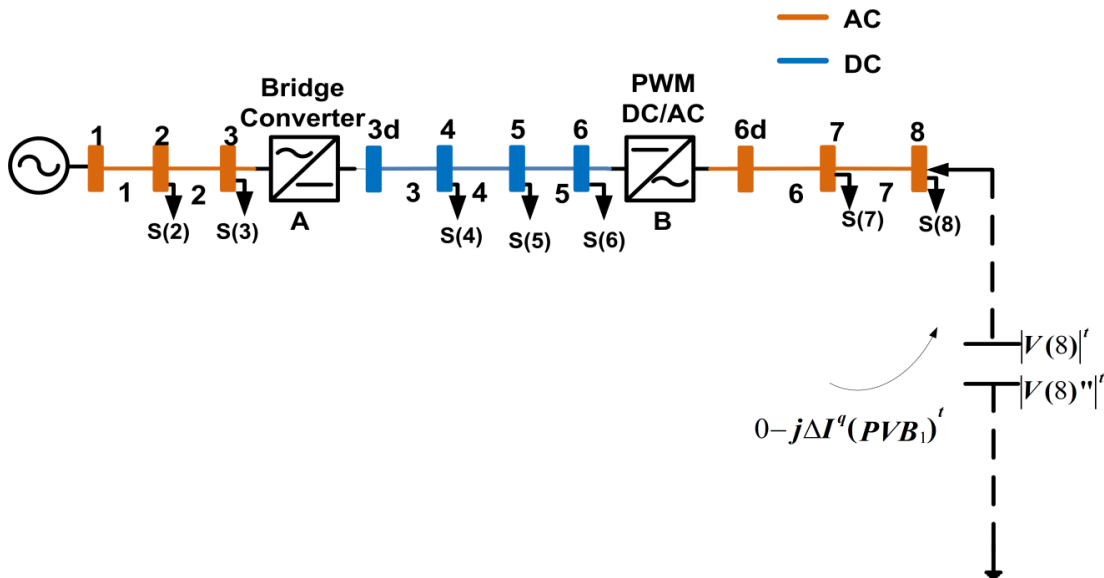 AC
DC
Bridge
Converter
PWM
DC/AC
1
2
3
3d
4
5
6
6d
7
8
1
2
3
4
5
6
7
A
B
S(2)
S(3)
S(4)
S(5)
S(6)
S(7)
S(8)
|V(8)|^t
|V(8)"|^t
0-jΔI^q(PVB₁)^t